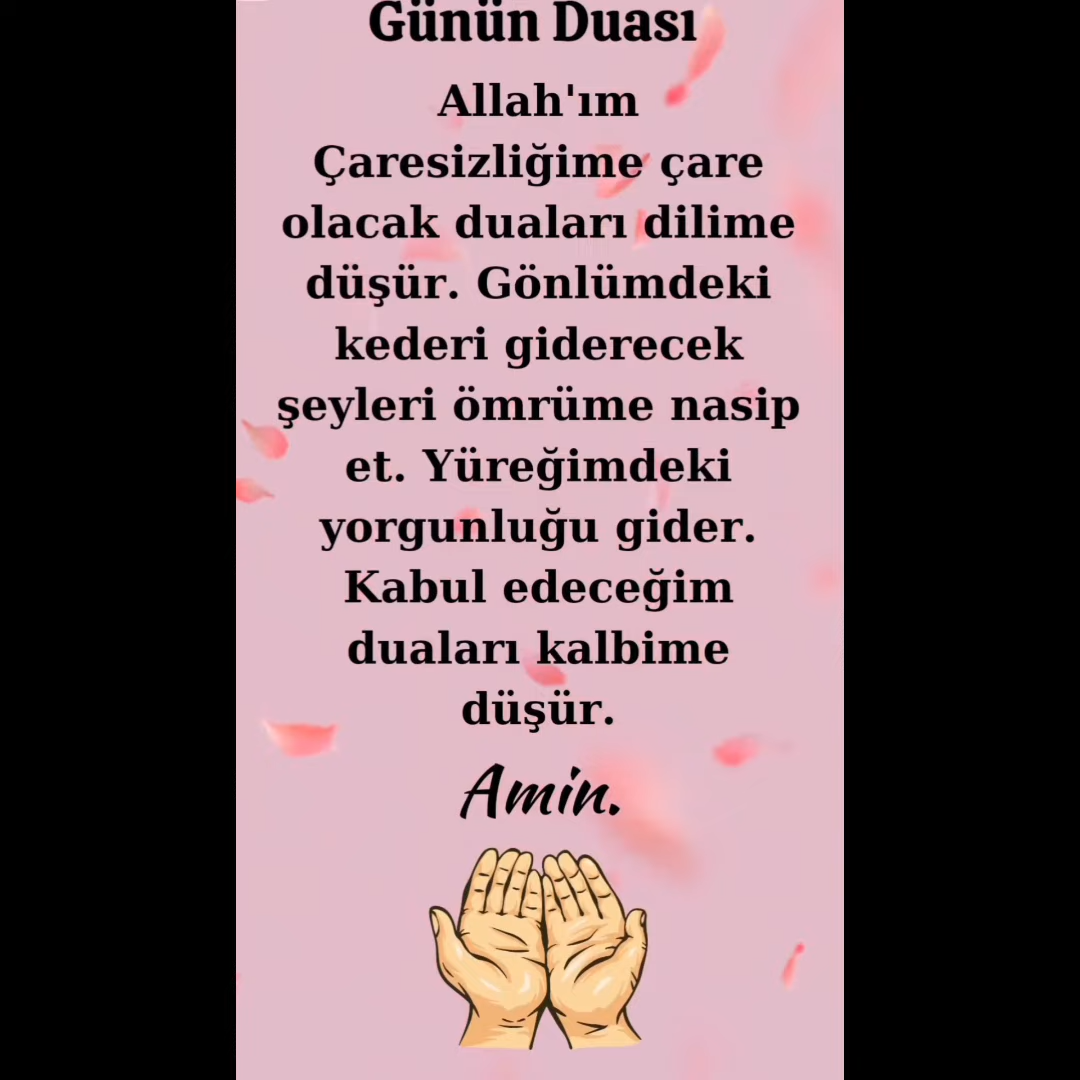 Günün Duası
Allah'ım
Çaresizliğime çare
olacak duaları dilime
düşür. Gönlümdeki
kederi giderecek
şeyleri ömrüme nasip
et. Yüreğimdeki
yorgunluğu gider.
Kabul edeceğim
duaları kalbime
düşür.
Amin.